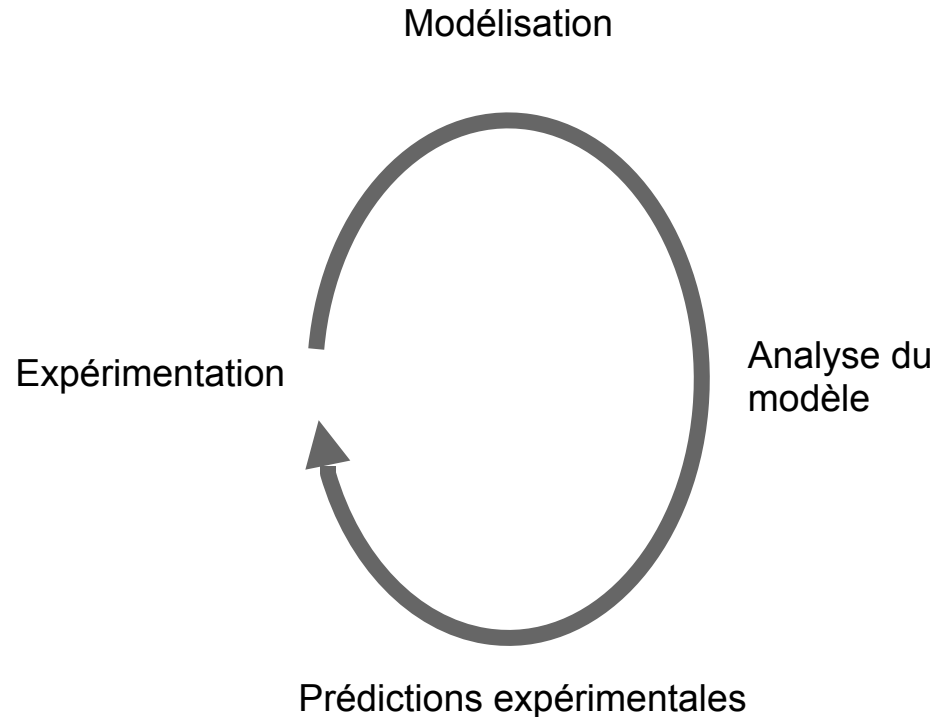 Modélisation
Expérimentation
Analyse du
modèle
Prédictions expérimentales